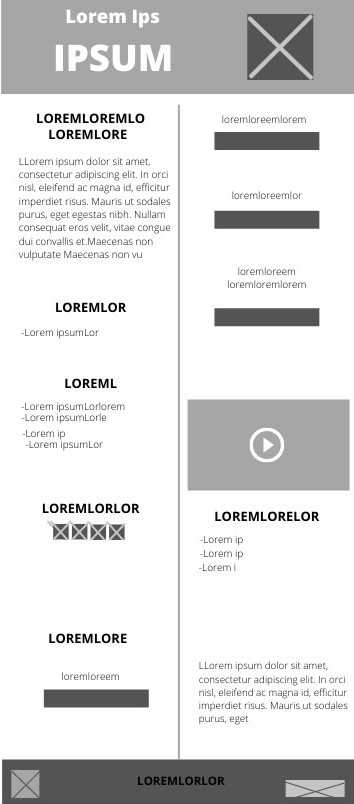 Lorem Ips
IPSUM
LOREMLOREMLO
LOREMLORE
LLorem ipsum dolor sit amet,
consectetur adipiscing elit. In orci
nisl, eleifend ac magna id, efficitur
imperdiet risus. Mauris ut sodales
purus, eget egestas nibh. Nullam
consequat eros velit, vitae congue
dui convallis et.Maecenas non
vulputate Maecenas non vu
LOREMLOR
-Lorem ipsumLor
LOREML
-Lorem ipsumLorlorem
-Lorem ipsumLorle
-Lorem ip
-Lorem ipsumLor
LOREMLORLOR
LOREMLORE
loremloreem
loremloreemlorem
loremloreemlor
loremloreem
loremloremlorem
LOREMLORELOR
-Lorem ip
-Lorem ip
-Lorem i
LLorem ipsum dolor sit amet,
consectetur adipiscing elit. In orci
nisl, eleifend ac magna id, efficitur
imperdiet risus. Mauris ut sodales
purus, eget
LOREMLORLOR